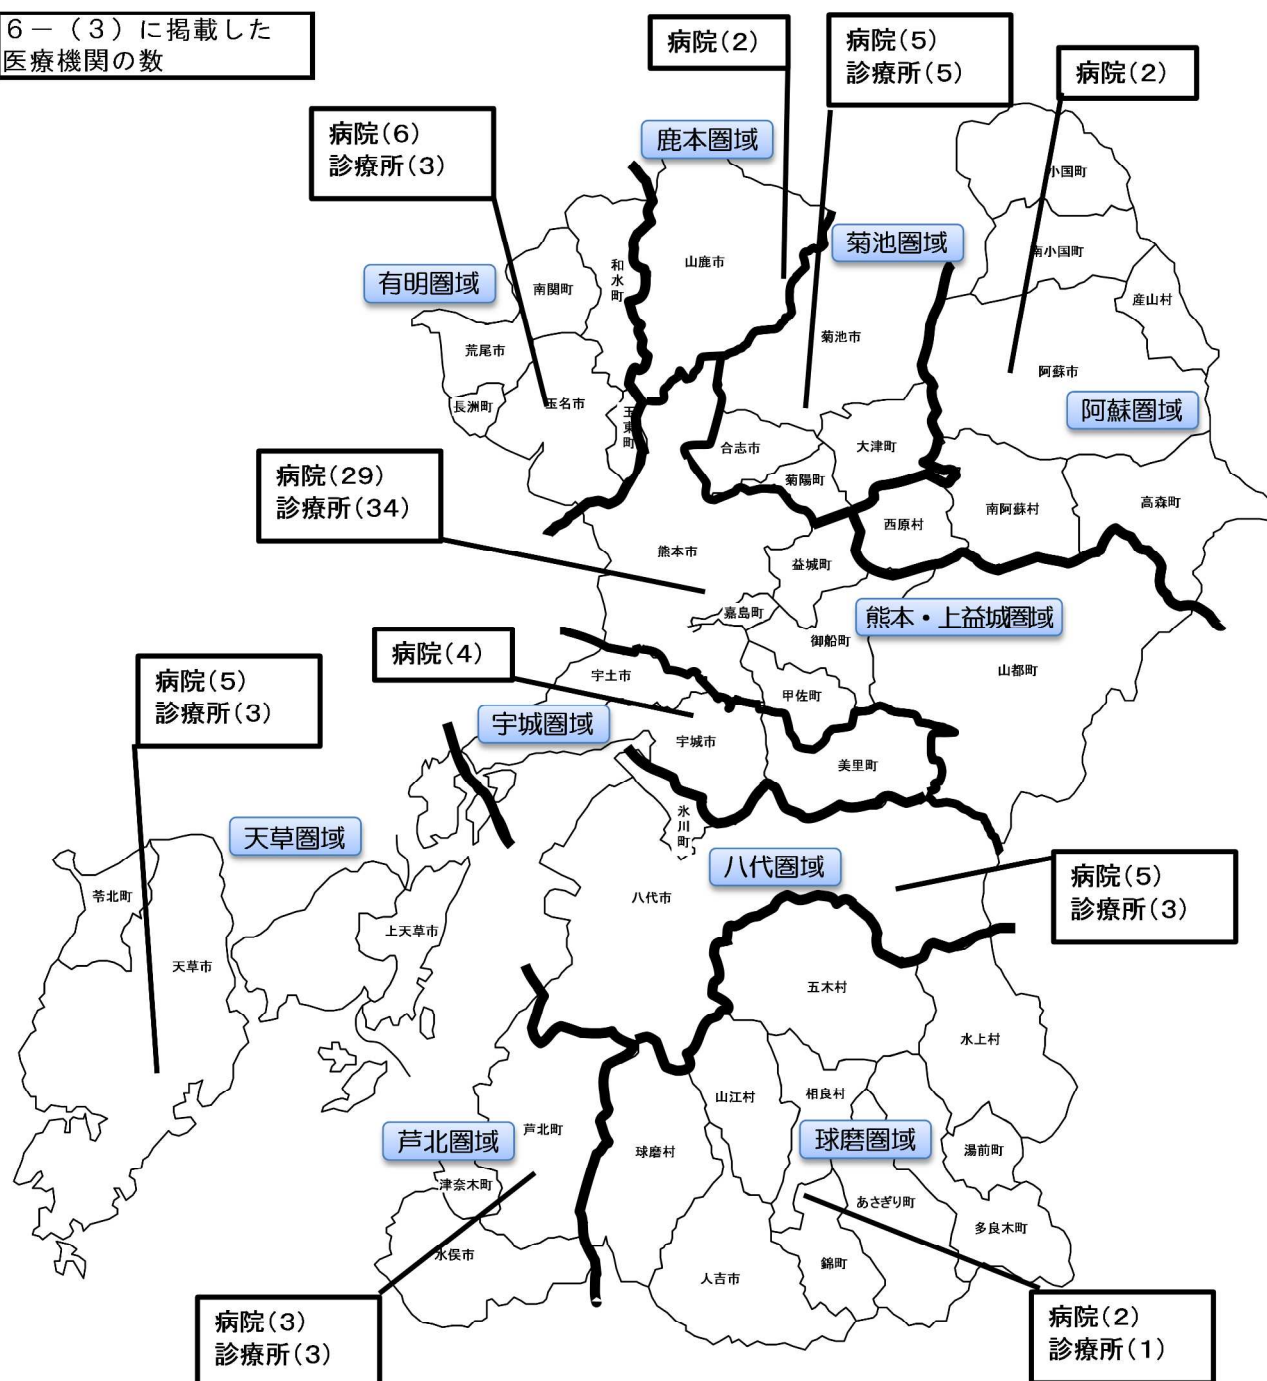 6－（3）に掲載した
医療機関の数
病院(2)
病院(5)
診療所(5)
病院(2)
病院(6)
診療所(3)
鹿本圏域
小国町
南小国町
菊池圏域
山鹿市
和水町
有明圏域
南関町
産山村
菊池市
荒尾市
阿蘇市
長洲町
玉名市
玉東町
阿蘇圏域
合志市
大津町
菊陽町
病院(29)
診療所(34)
高森町
南阿蘇村
西原村
熊本市
益城町
嘉島町
熊本・上益城圏域
御船町
病院(4)
山都町
宇土市
甲佐町
病院(5)
診療所(3)
宇城圏域
宇城市
美里町
氷川町
天草圏域
八代圏域
病院(5)
診療所(3)
苓北町
八代市
上天草市
天草市
五木村
水上村
山江村
相良村
芦北圏域
芦北町
球磨圏域
球磨村
湯前町
津奈木町
あさぎり町
多良木町
水俣市
錦町
人吉市
病院(3)
診療所(3)
病院(2)
診療所(1)